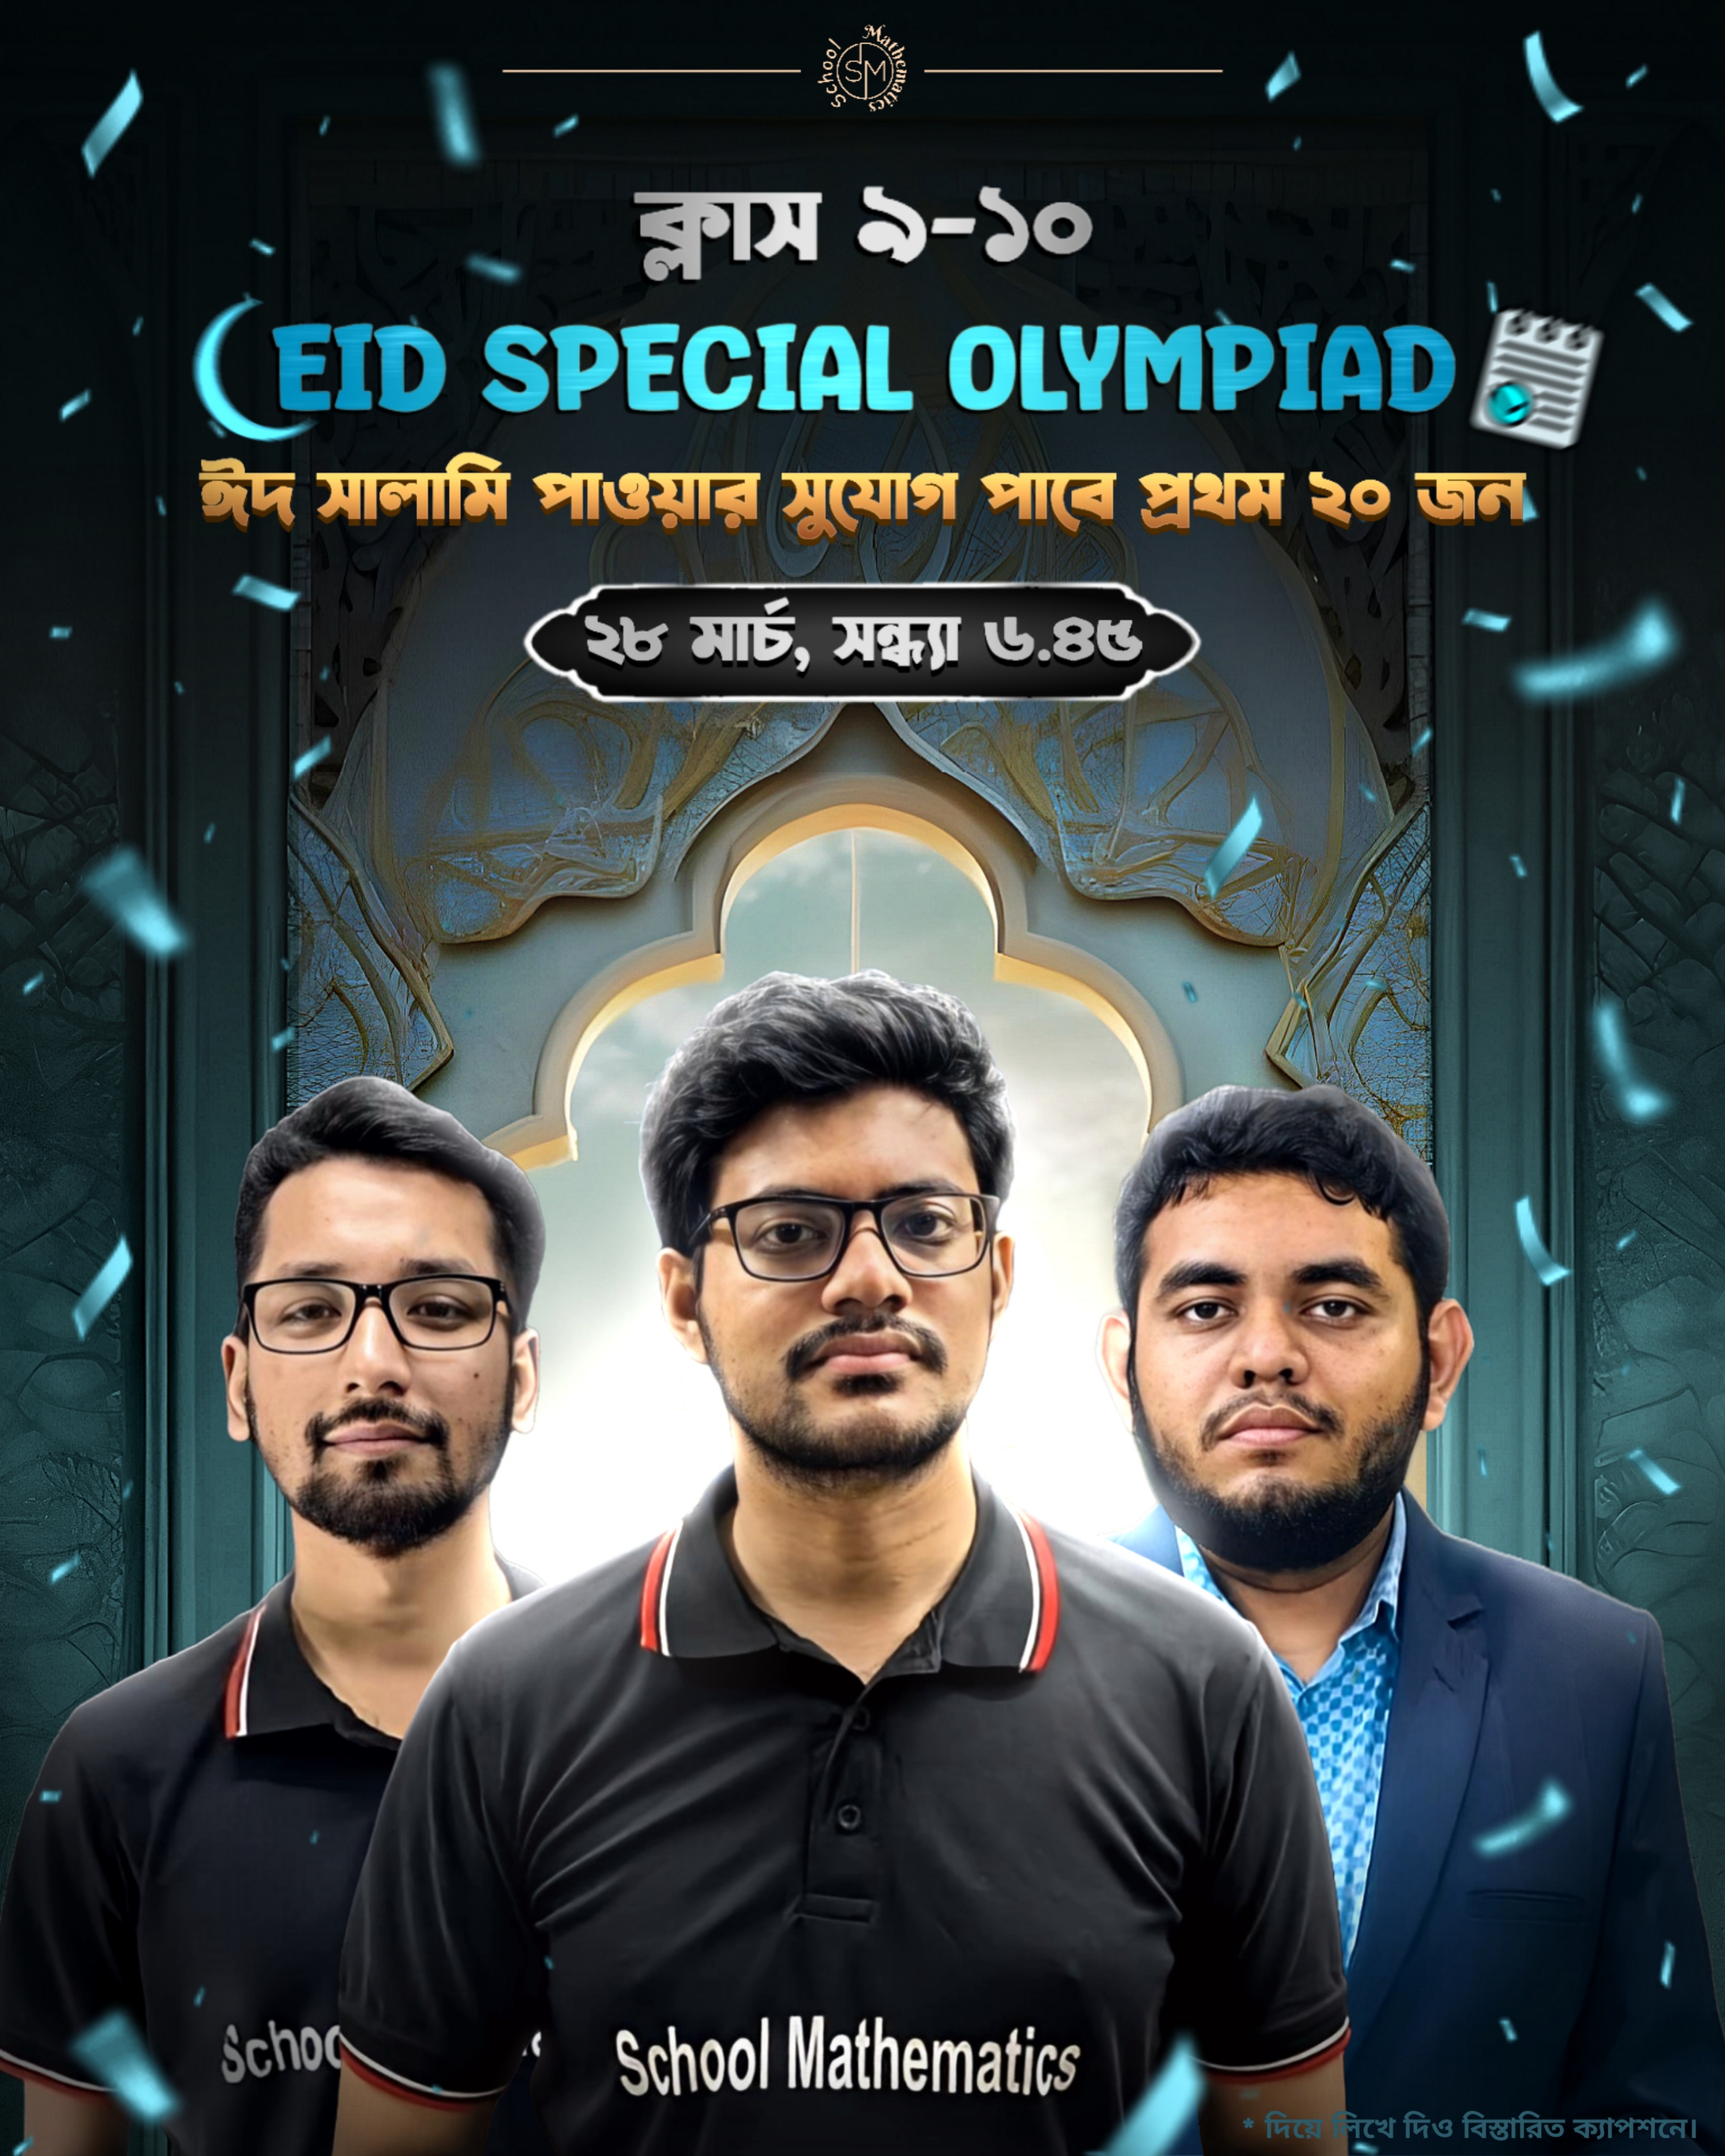 School Mathematics
SM
ক্লাস ৯-১০
EID SPECIAL OLYMPIAD
ঈদ সালামি পাওয়ার সুযোগ পাবে প্রথম ২০ জন
২৮ মার্চ, সন্ধ্যা ৬.৪৫
Schoo
School Mathematics
* দিয়ে লিখে দিও বিস্তারিত ক্যাপশনে।